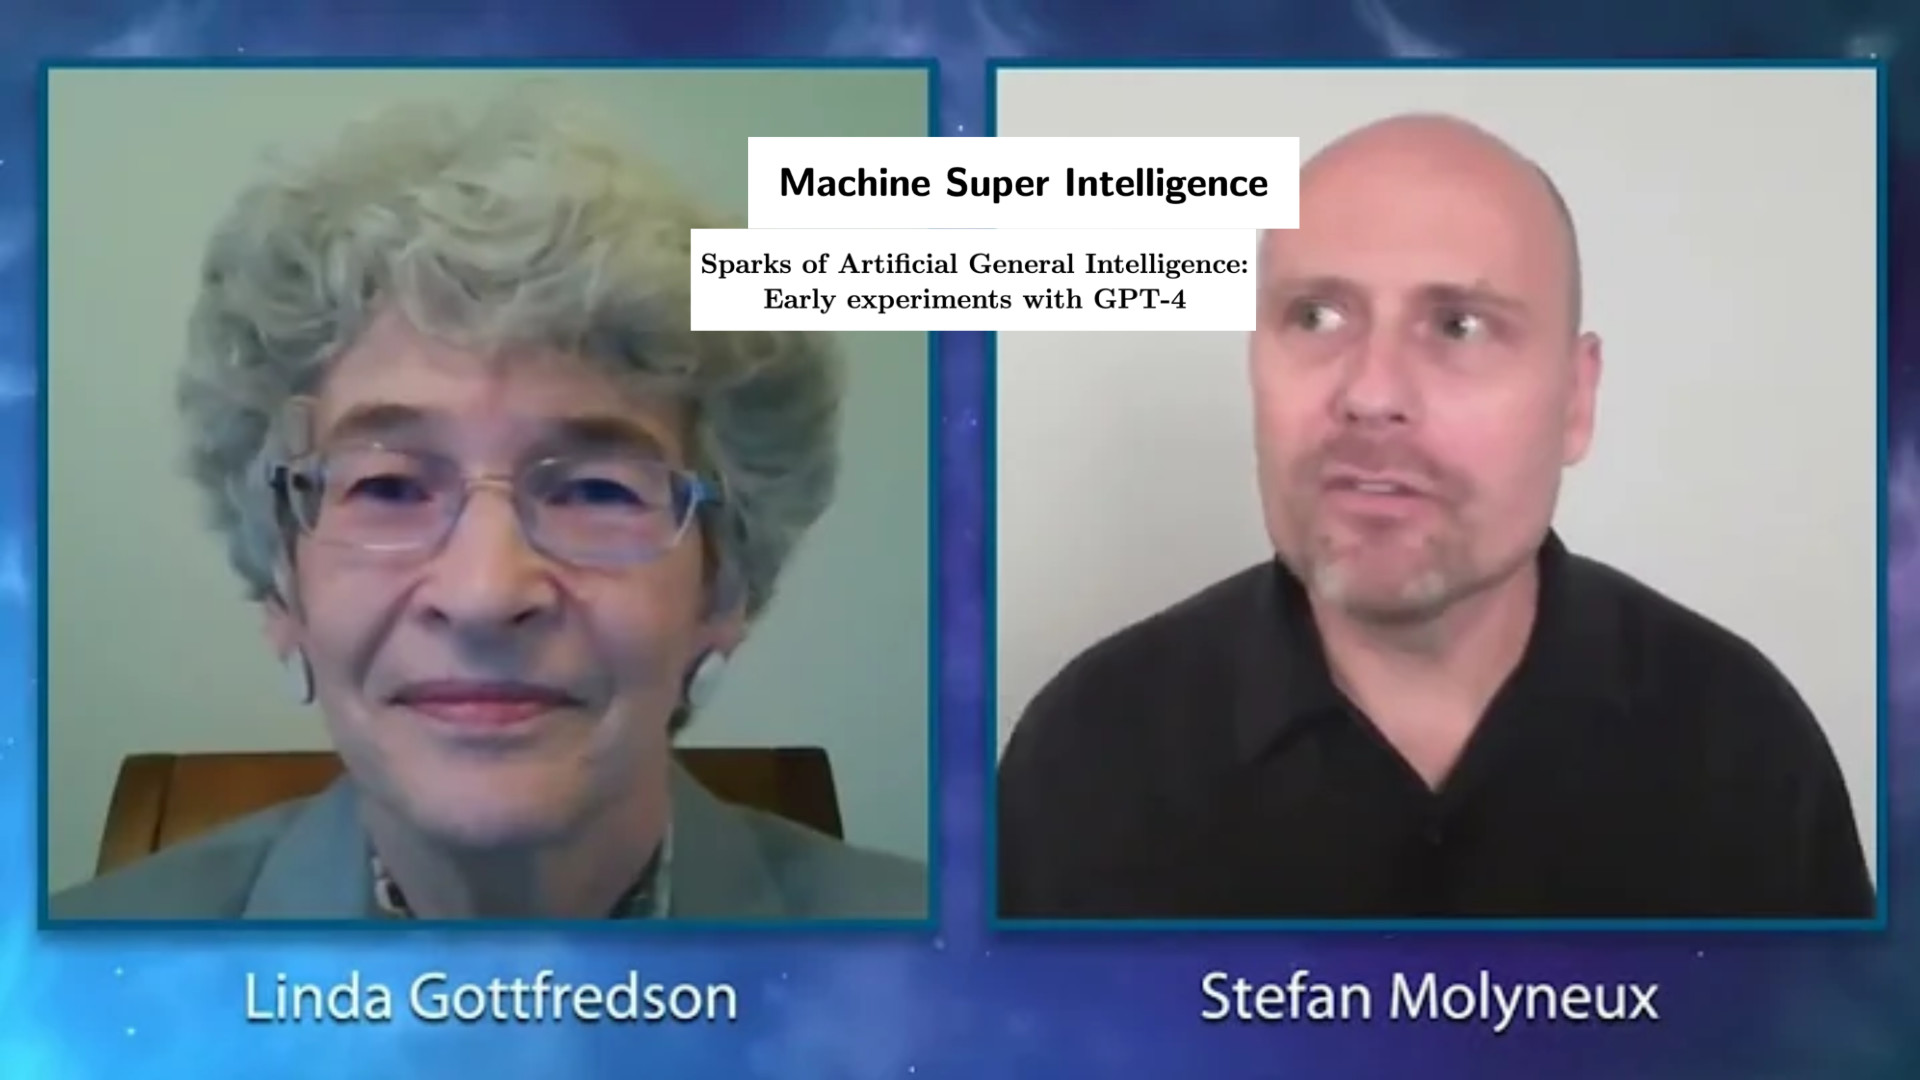 Machine Super Intelligence
Sparks of Artificial General Intelligence:
Early experiments with GPT-4
Linda Gottfredson
Stefan Molyneux